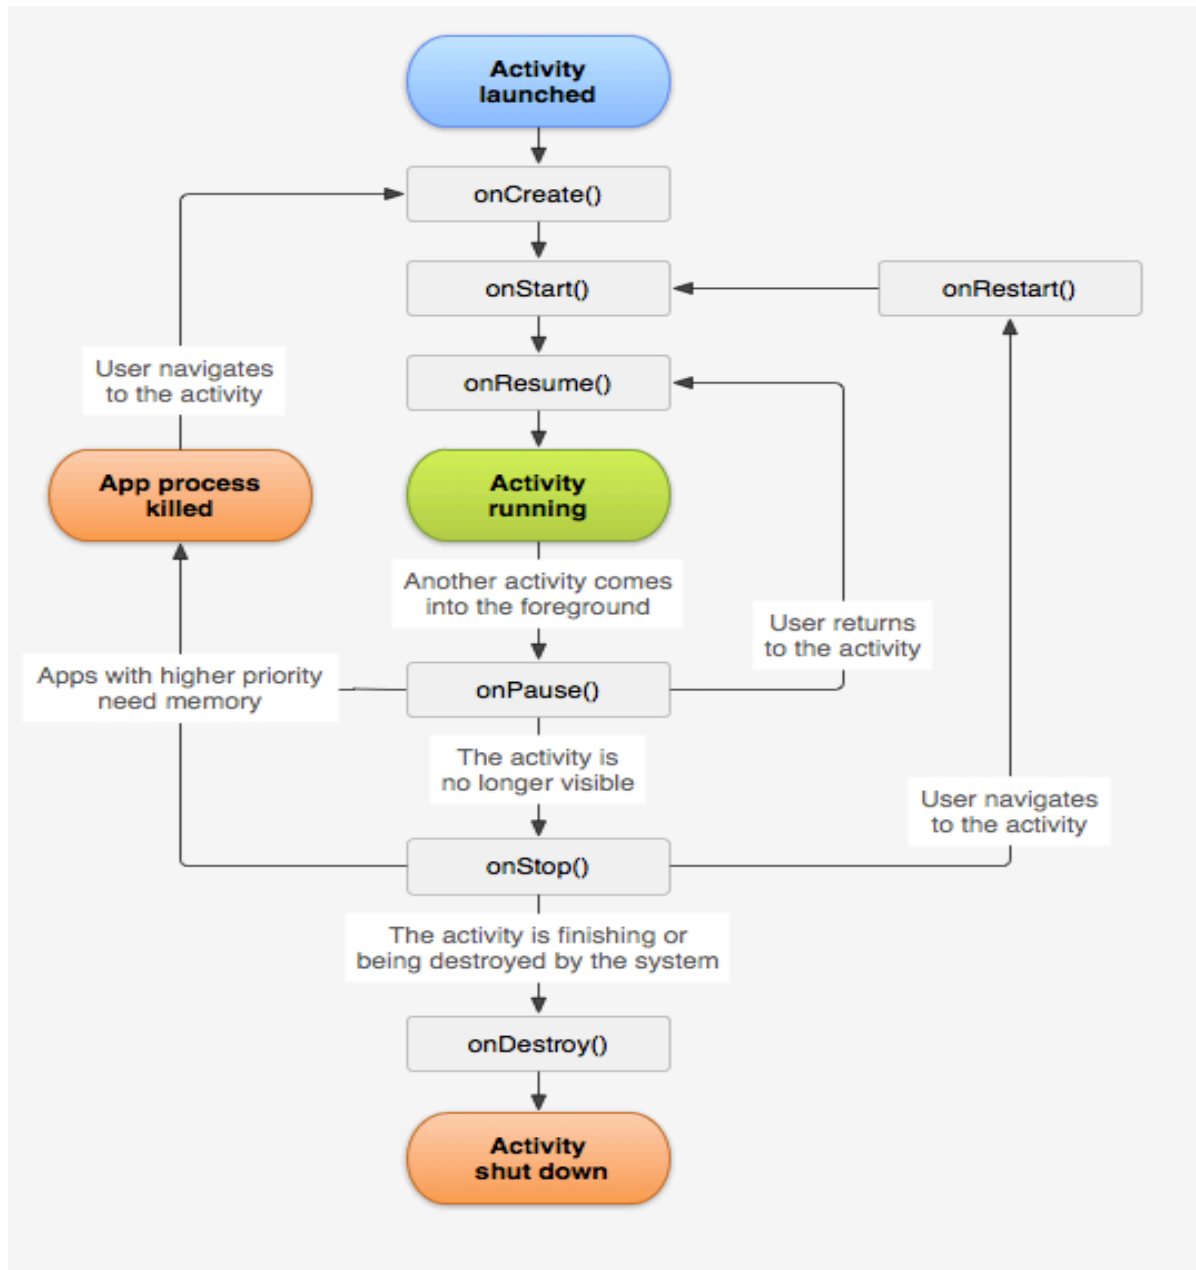 Activity
launched
onCreate()
onStart()
onRestart()
User navigates
to the activity
onResume()
App process
killed
Activity
running
Another activity comes
into the foreground
User returns
to the activity
Apps with higher priority
need memory
onPause()
The activity is
no longer visible
User navigates
to the activity
onStop()
The activity is finishing or
being destroyed by the system
onDestroy()
Activity
shut down